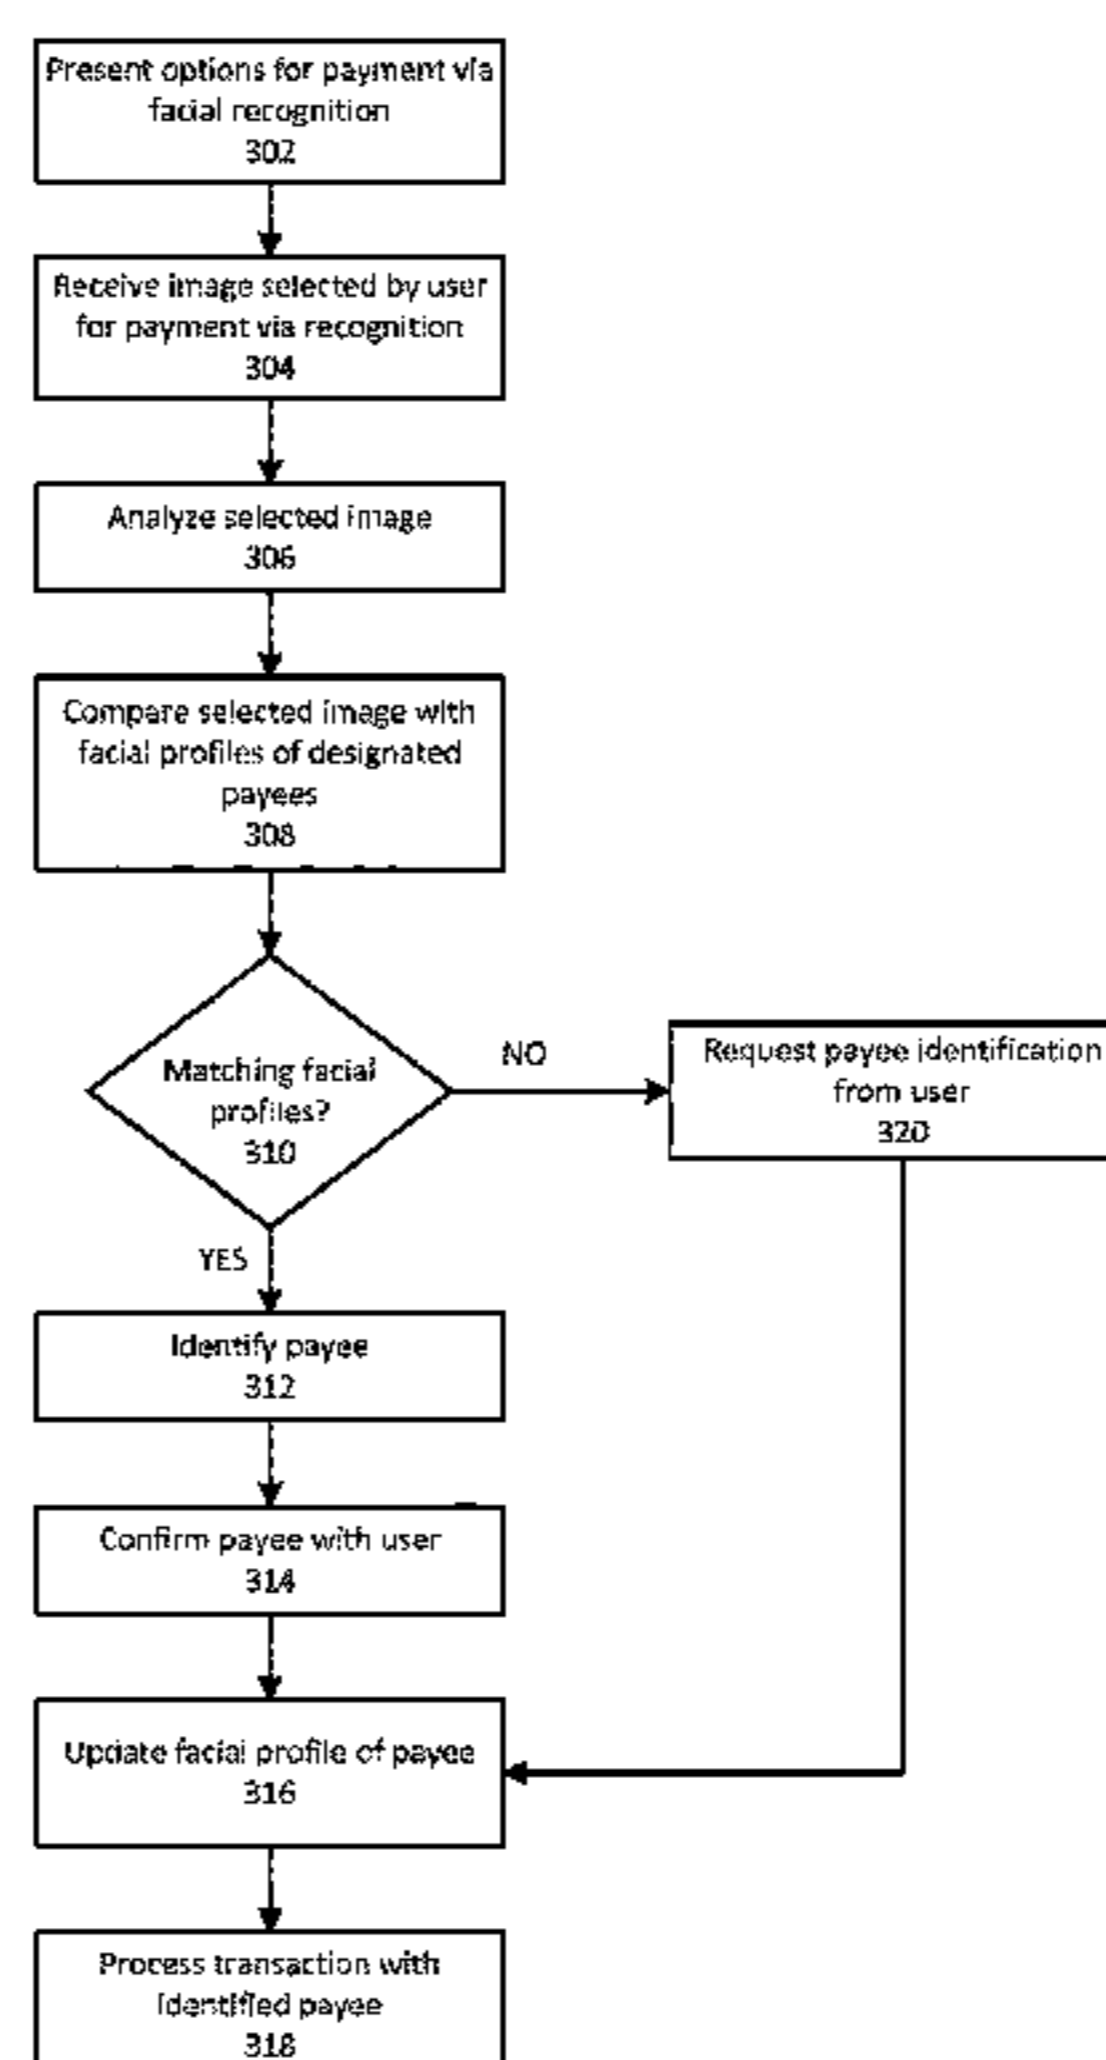 Present options for payment via
facial recognition
302
Receive image selected by user
for payment via recognition
304
Analyze selected image
306
Compare selected image with
facial profiles of designated
payees
308
Matching facial
profiles?
310
NO
Request payee identification
from user
320
YES
Identify payee
312
Confirm payee with user
314
Update facial profile of payee
316
Process transaction with
identified payee
318